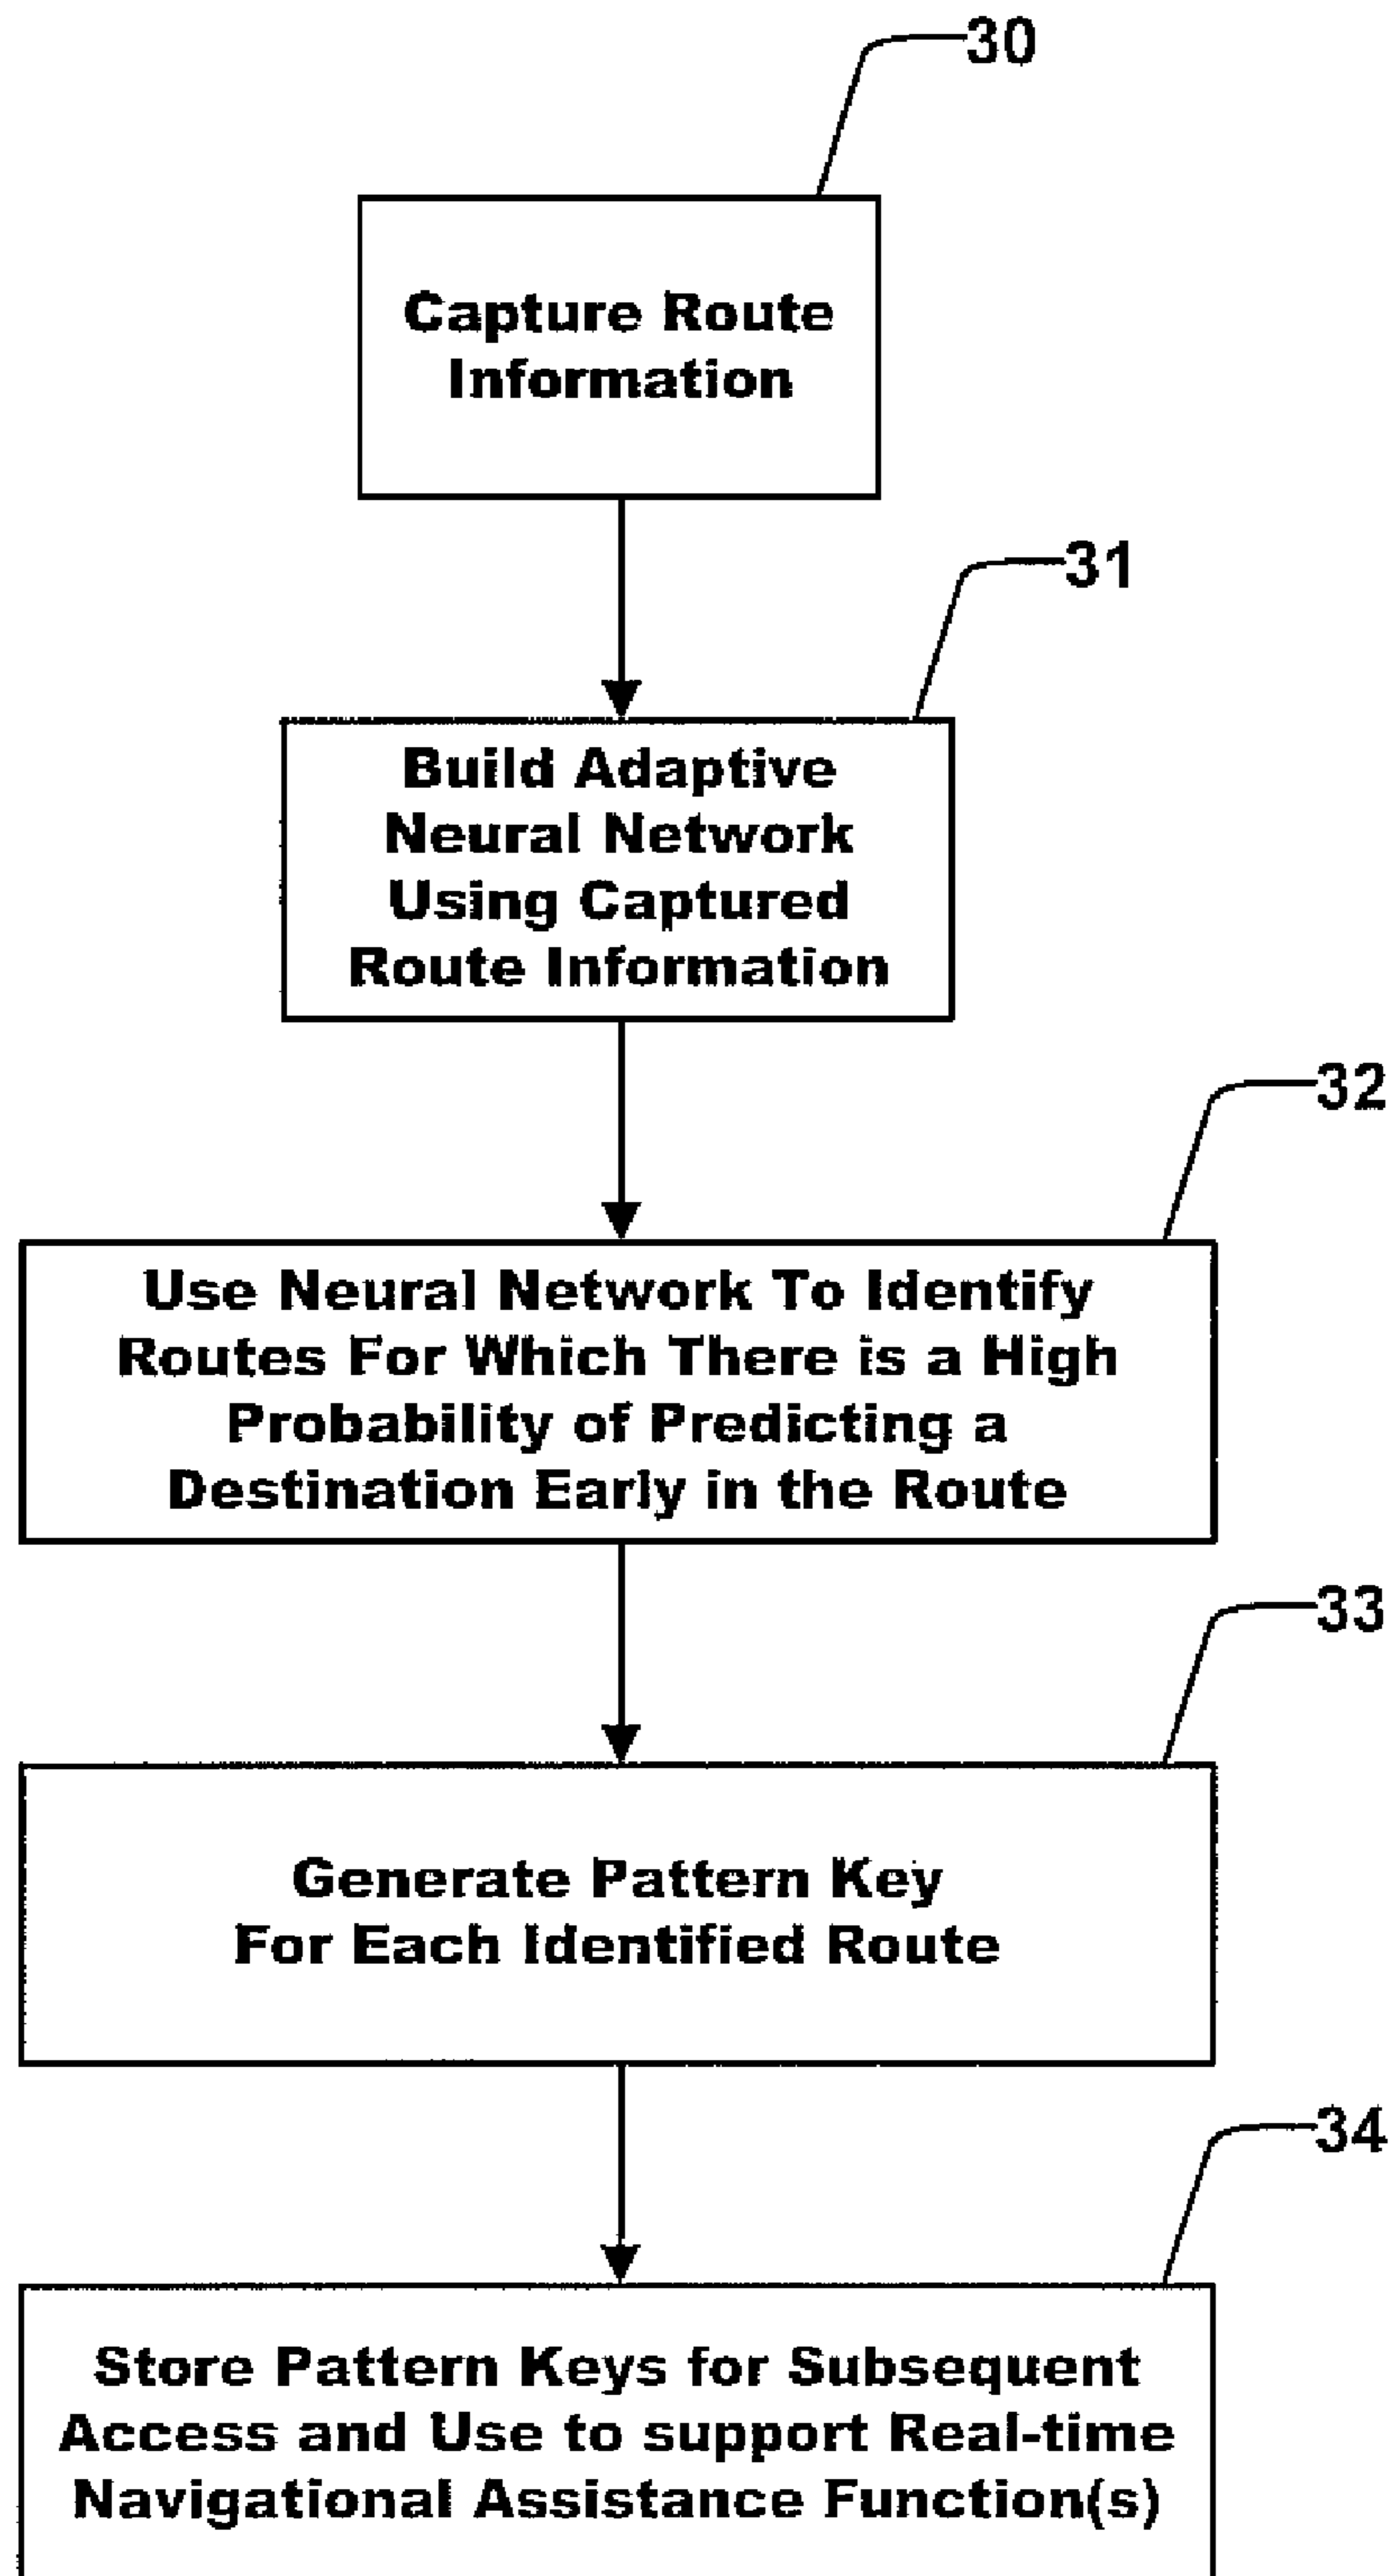 30
Capture Route
Information
31
Build Adaptive
Neural Network
Using Captured
Route Information
32
Use Neural Network To Identify
Routes For Which There is a High
Probability of Predicting a
Destination Early in the Route
33
Generate Pattern Key
For Each Identified Route
34
Store Pattern Keys for Subsequent
Access and Use to support Real-time
Navigational Assistance Function(s)